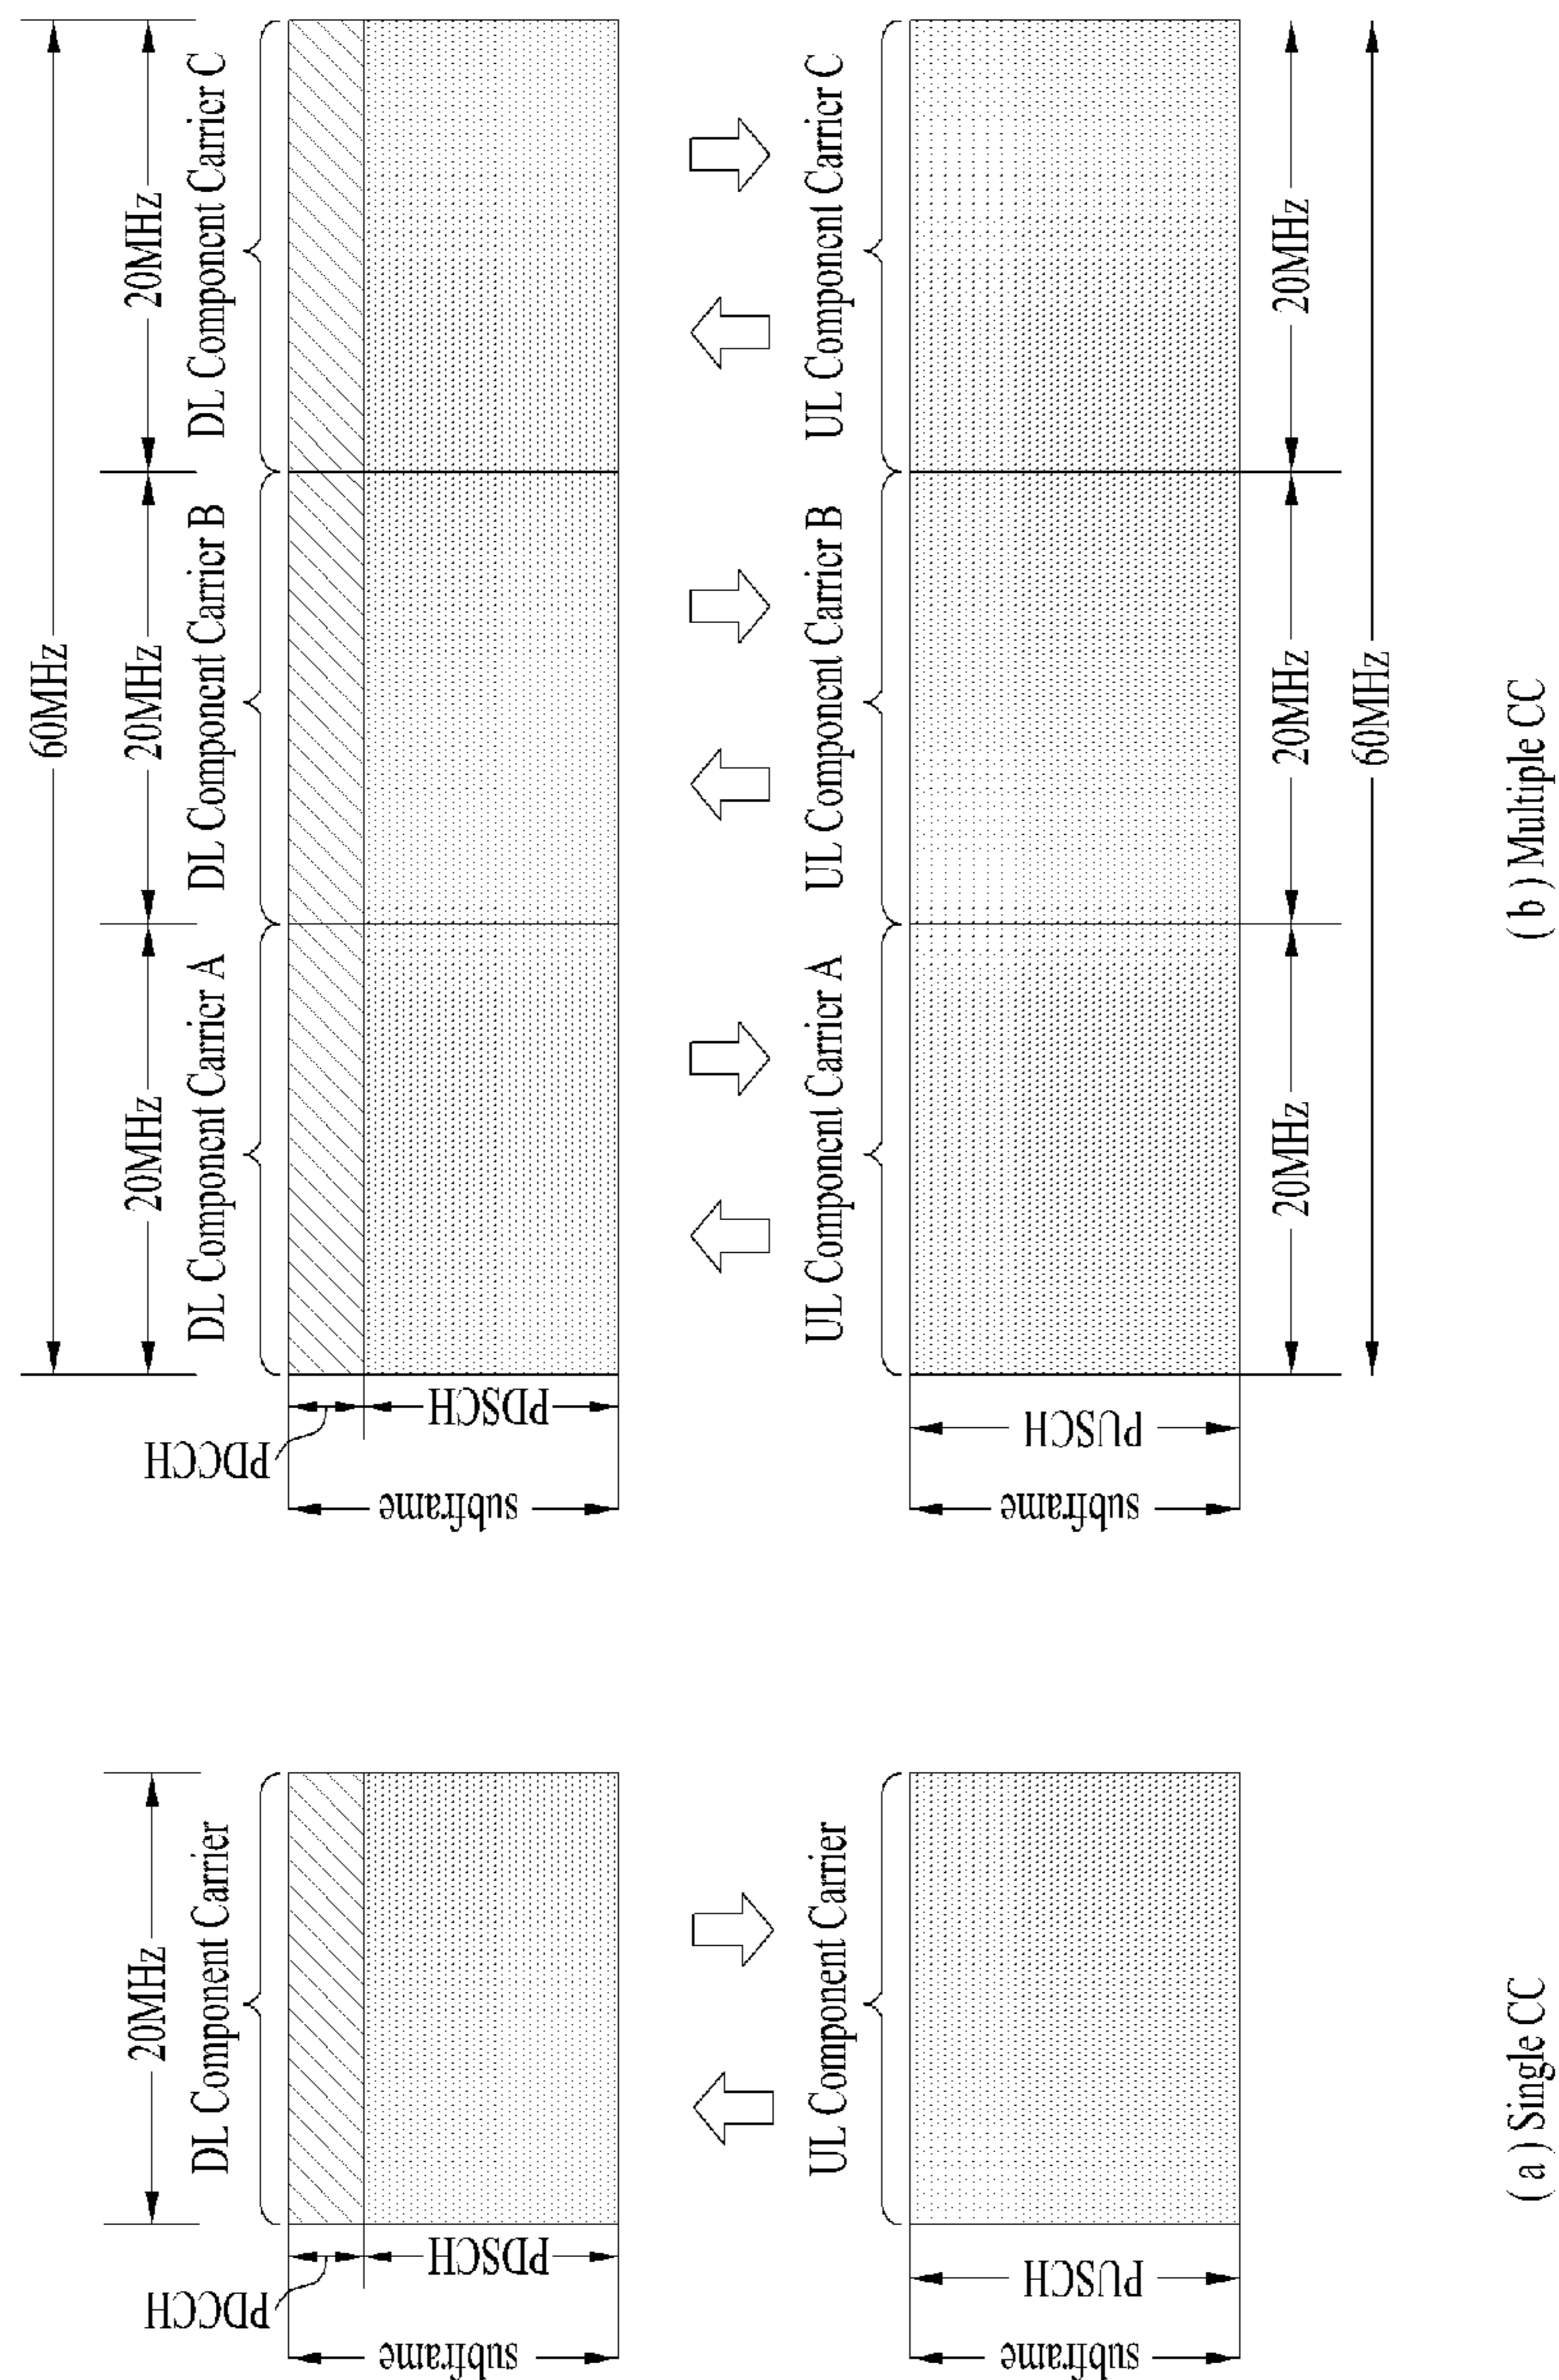 20MHz
DL Component Carrier
PDCCH
PDSCH
subframe
UL Component Carrier
PUSCH
subframe
( a ) Single CC
60MHz
20MHz
20MHz
20MHz
DL Component Carrier A
DL Component Carrier B
DL Component Carrier C
PDCCH
PDSCH
subframe
UL Component Carrier A
UL Component Carrier B
UL Component Carrier C
PUSCH
subframe
20MHz
20MHz
20MHz
60MHz
( b ) Multiple CC